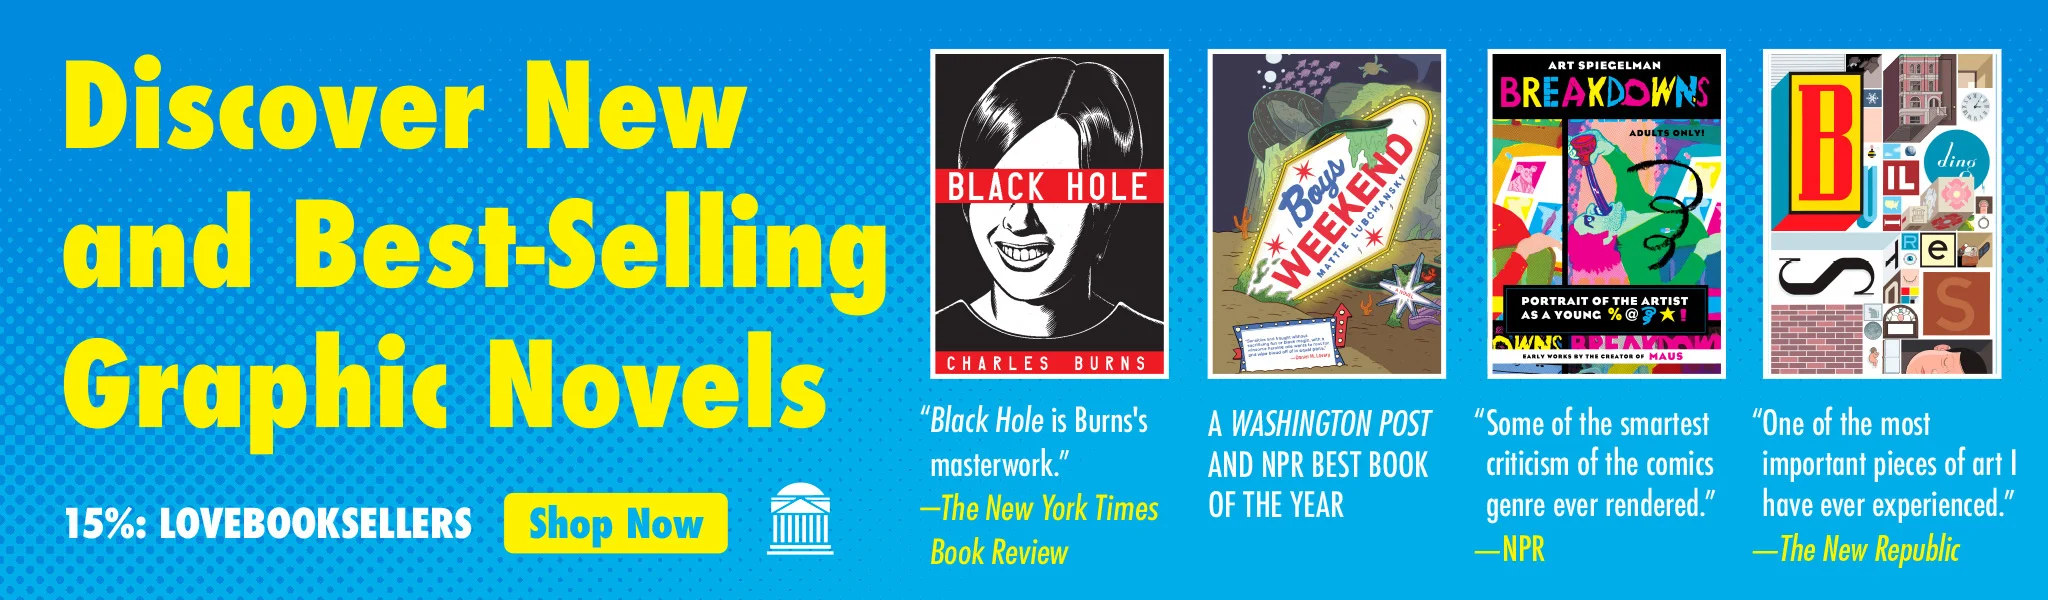 Discover New
and Best-Selling
Graphic Novels
15%: LOVEBOOKSELLERS
Shop Now
BLACK HOLE
CHARLES BURNS
"Black Hole is Burns's
masterwork."
—The New York Times
Book Review
Boys
WEEKEND
MATTIE LUBCHANSKY
A NOVEL
A WASHINGTON POST
AND NPR BEST BOOK
OF THE YEAR
ART SPIEGELMAN
BREAKDOWNS
ADULTS ONLY!
PORTRAIT OF THE ARTIST
AS A YOUNG %@
EARLY WORKS BY THE CREATOR OF MAUS
"Some of the smartest
criticism of the comics
genre ever rendered."
—NPR
B
U
IL
ding
S
T
o
R
e
S
"One of the most
important pieces of art I
have ever experienced."
—The New Republic